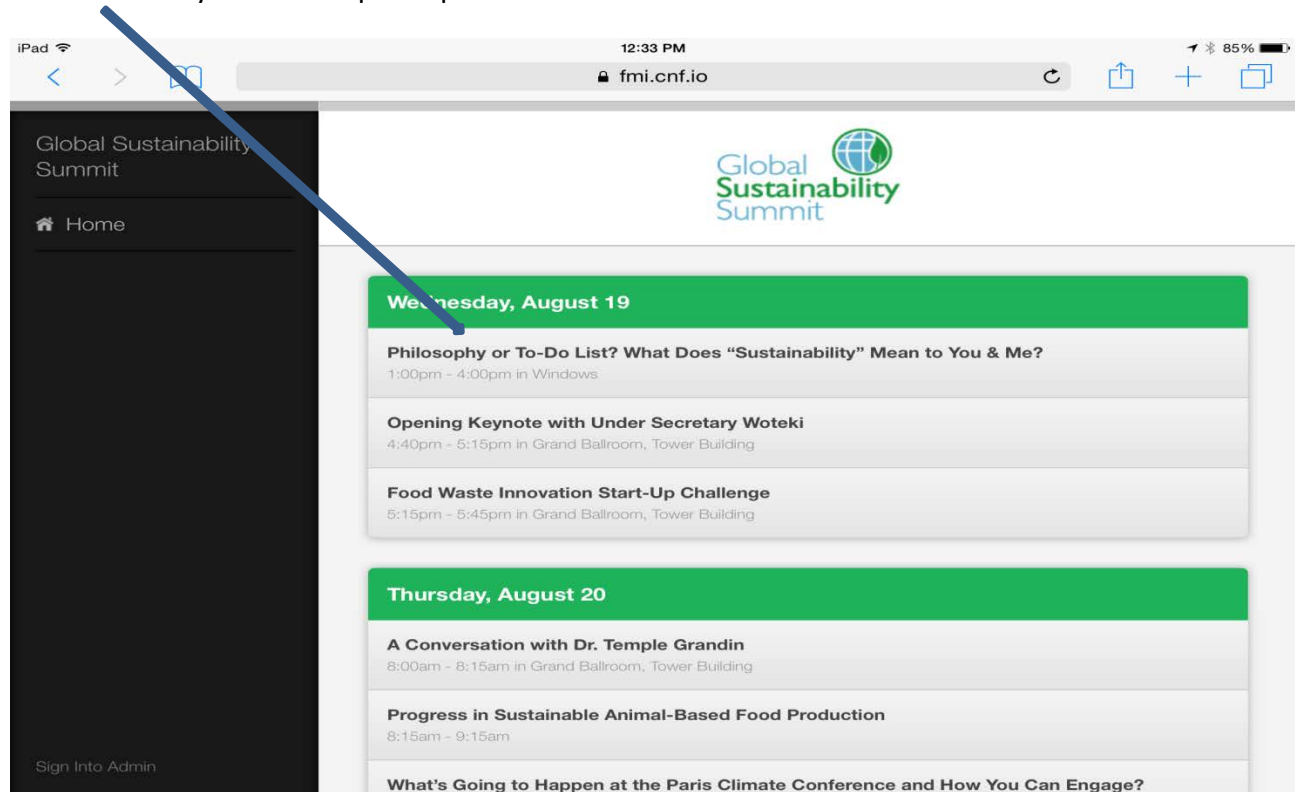 iPad
12:33 PM
85%
fmi.cnf.io
Global Sustainability
Summit
Home
Sign Into Admin
Global
Sustainability
Summit
Wednesday, August 19
Philosophy or To-Do List? What Does “Sustainability” Mean to You & Me?
1:00pm - 4:00pm in Windows
Opening Keynote with Under Secretary Woteki
4:40pm - 5:15pm in Grand Ballroom, Tower Building
Food Waste Innovation Start-Up Challenge
5:15pm - 5:45pm in Grand Ballroom, Tower Building
Thursday, August 20
A Conversation with Dr. Temple Grandin
8:00am - 8:15am in Grand Ballroom, Tower Building
Progress in Sustainable Animal-Based Food Production
8:15am - 9:15am
What’s Going to Happen at the Paris Climate Conference and How You Can Engage?